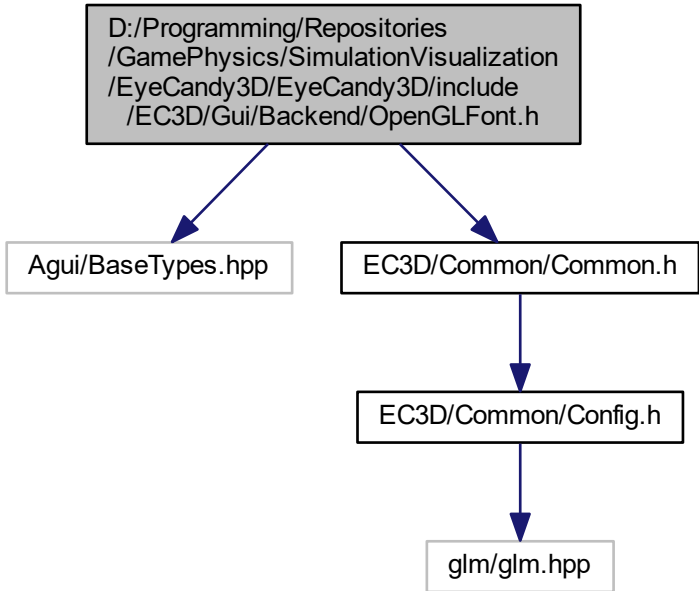 D:/Programming/Repositories
/GamePhysics/SimulationVisualization
/EyeCandy3D/EyeCandy3D/include
/EC3D/Gui/Backend/OpenGLFont.h
Agui/BaseTypes.hpp
EC3D/Common/Common.h
EC3D/Common/Config.h
glm/glm.hpp